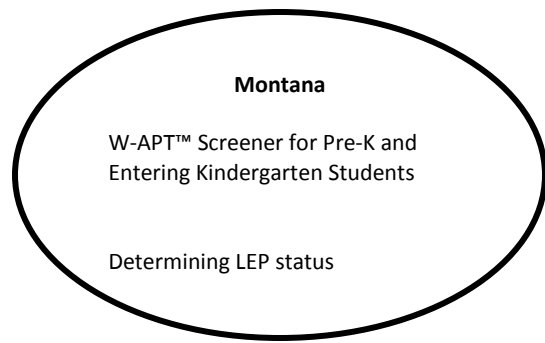 Montana
W-APT™ Screener for Pre-K and
Entering Kindergarten Students
Determining LEP status